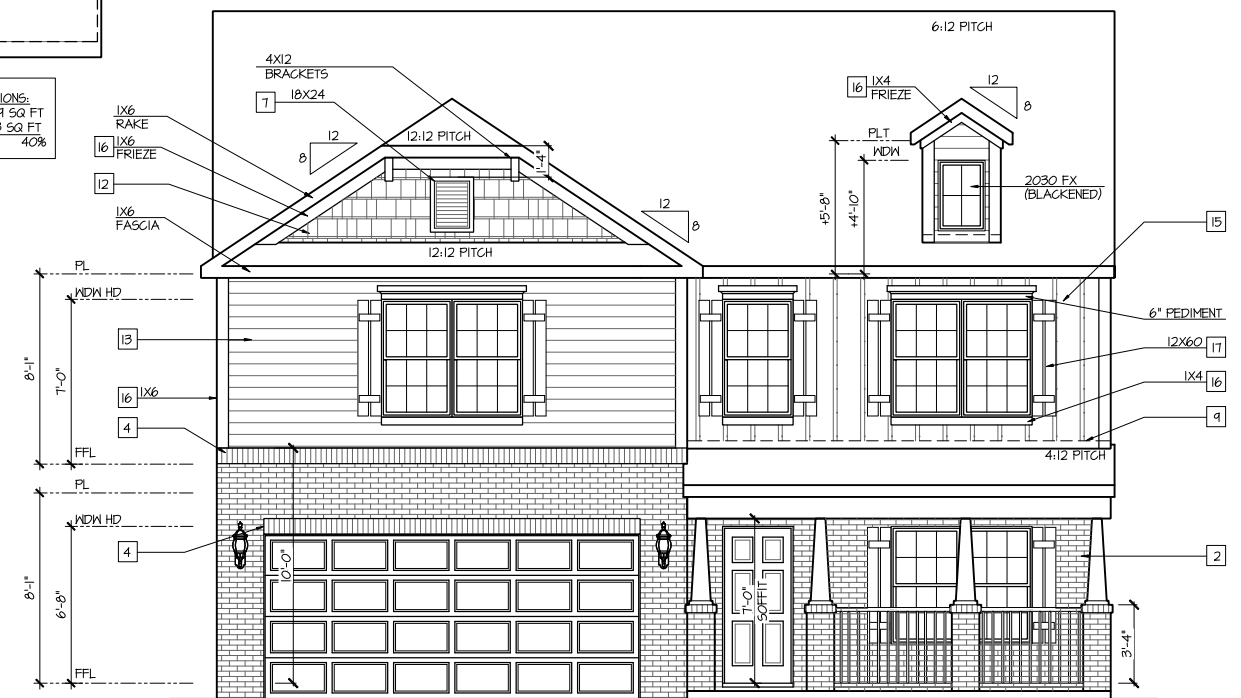 6:12 PITCH
IONS:
SQ FT
SQ FT
40%
4X12
BRACKETS
7
18X24
1X6
RAKE
16
1X6
FRIEZE
12
1X6
FASCIA
12
8
12:12 PITCH
1'-4"
12:12 PITCH
12
8
16
1X4
FRIEZE
12
8
PLT
WDW
+5'-8"
+4'-10"
2030 FX
(BLACKENED)
15
6" PEDIMENT
12X60
17
1X4
16
9
PL
WDW HD
8'-1"
7'-0"
13
16
1X6
4
FFL
4:12 PITCH
PL
WDW HD
4
8'-1"
6'-8"
FFL
10'-0"
7'-0"
SOFFIT
2
3'-4"